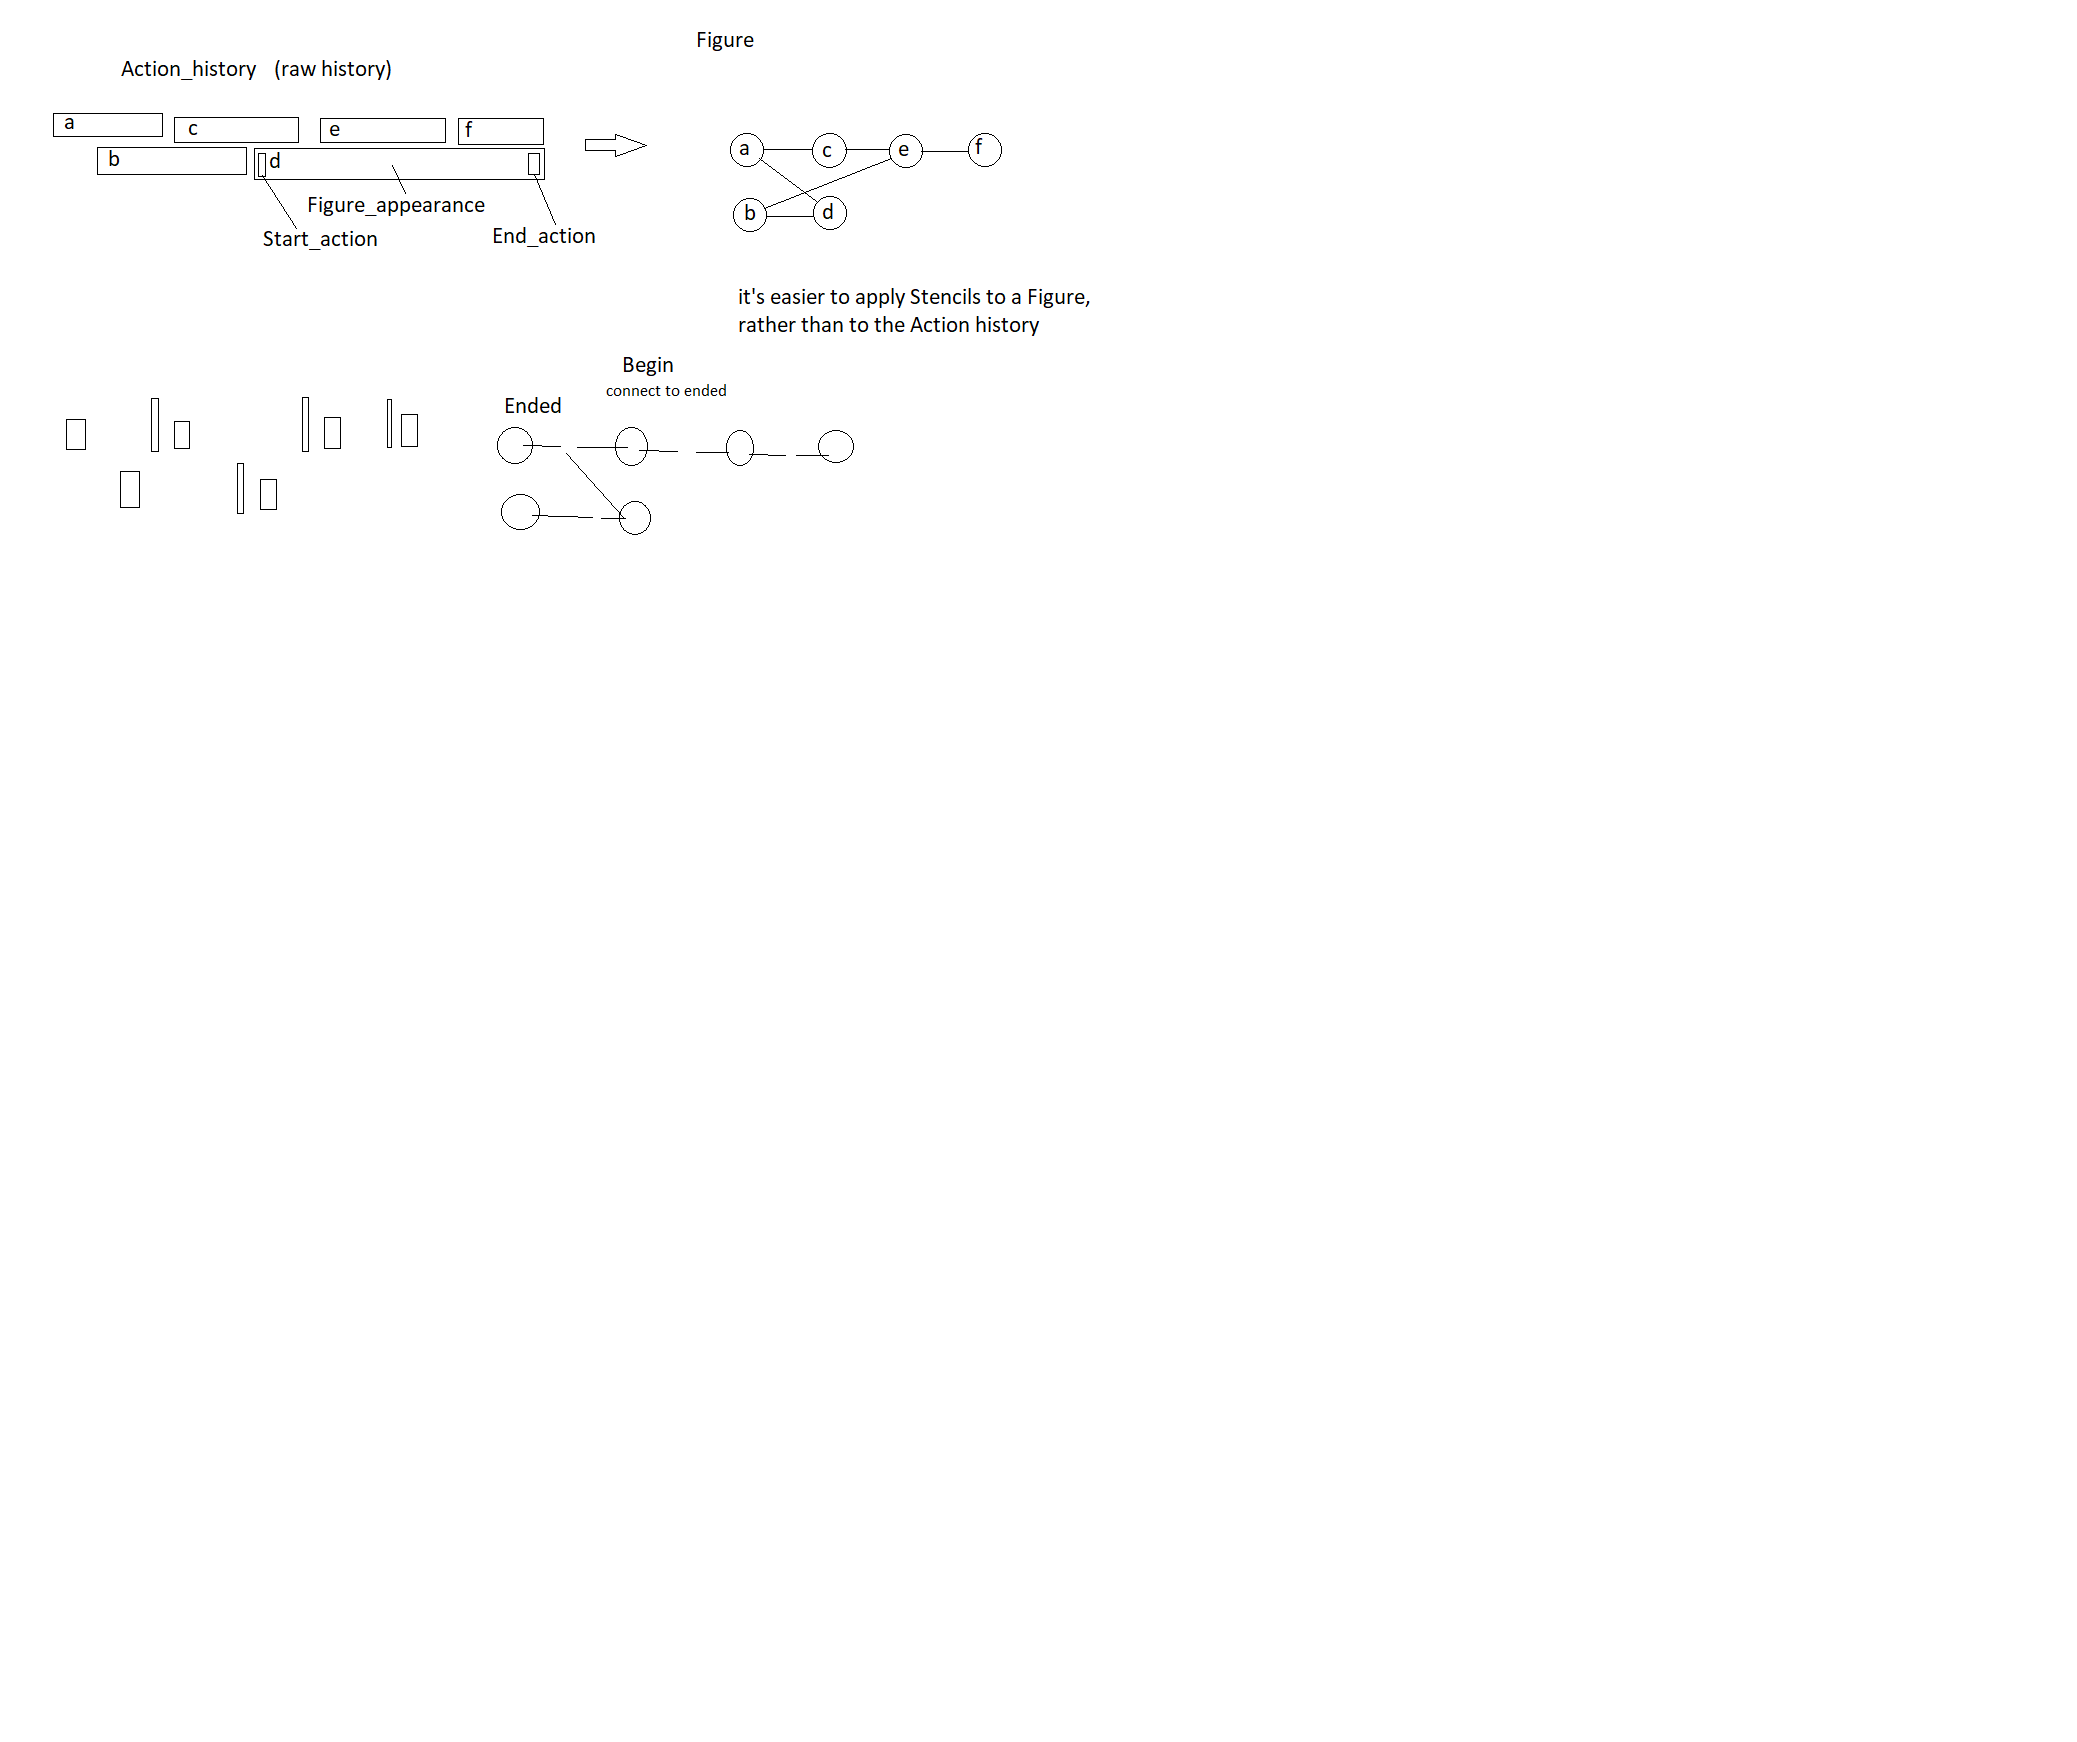 Figure
Action_history (raw history)
a
c
e
f
b
d
Figure_appearance
Start_action
End_action
a
c
e
f
b
d
it's easier to apply Stencils to a Figure,
rather than to the Action history
Begin
connect to ended
Ended